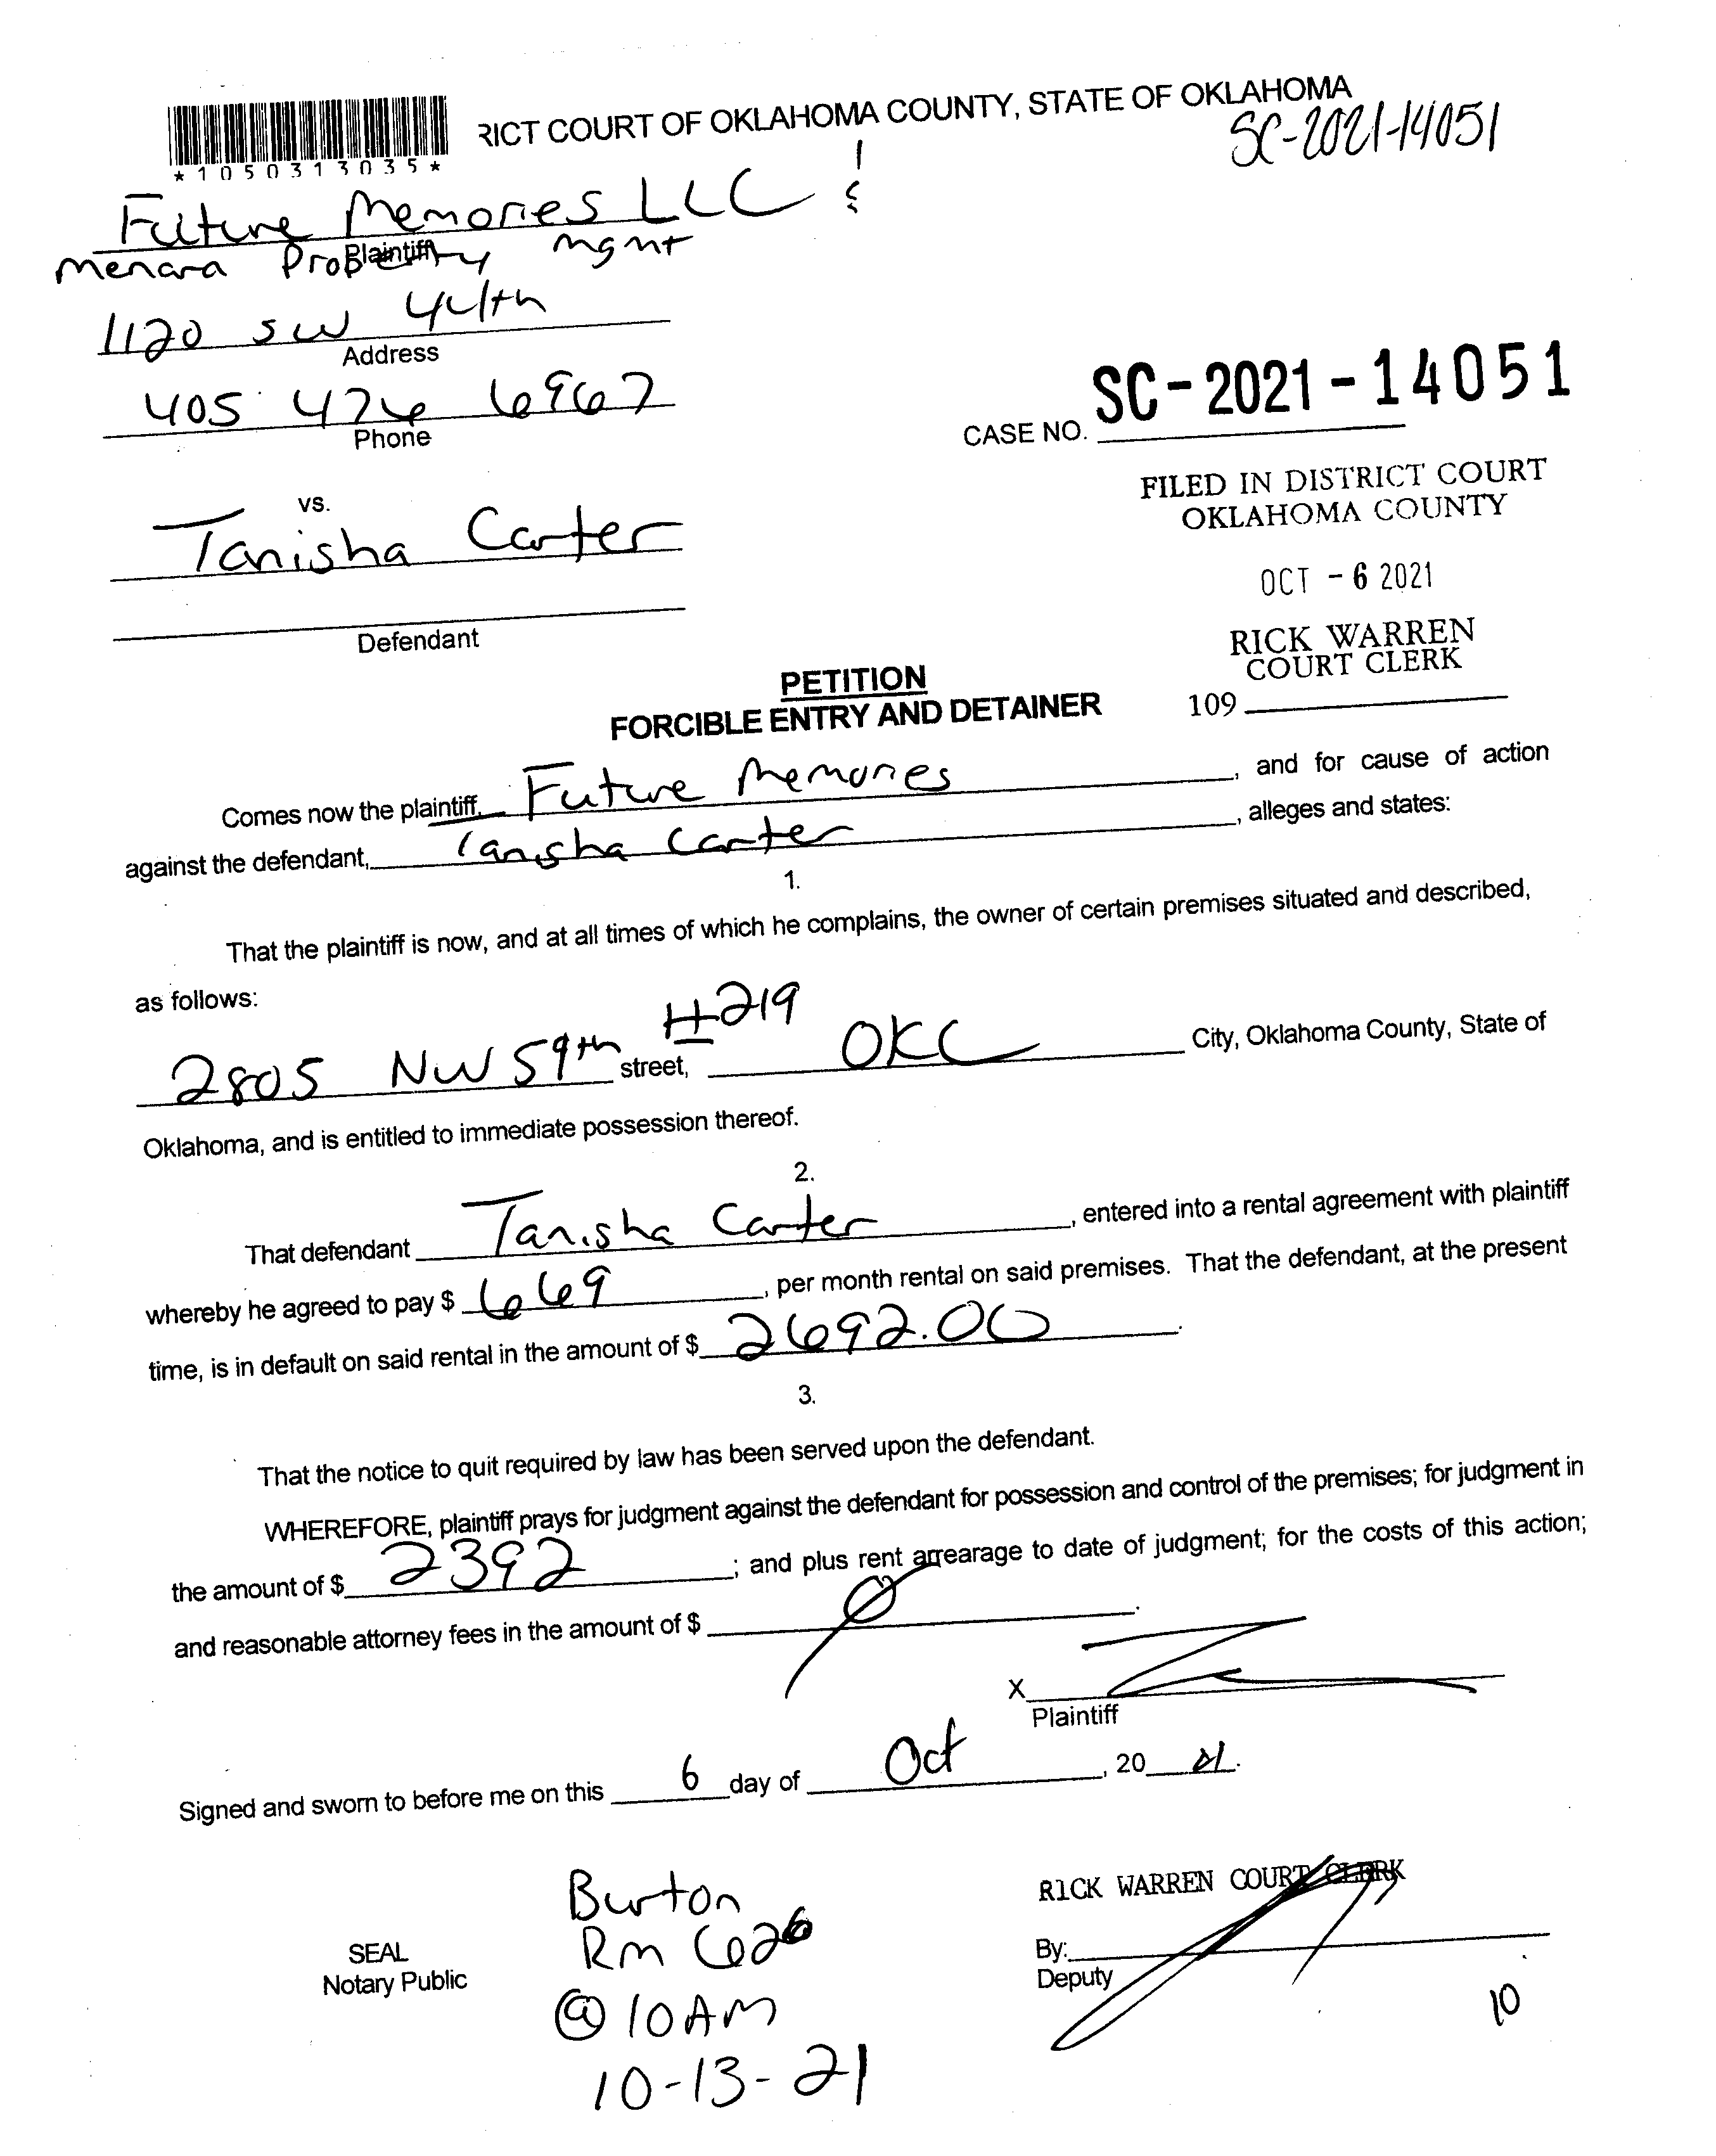 RICT COURT OF OKLAHOMA COUNTY, STATE OF OKLAHOMA
SC-2021-14051
*1050313035*
Future Memories LLC &
Plaintiff
Menara Property mgmt
1120 SW 44th
Address
405 476 6967
Phone
SC-2021-14051
CASE NO.
vs.
FILED IN DISTRICT COURT
OKLAHOMA COUNTY
Tanisha Carter
OCT - 6 2021
Defendant
RICK WARREN
COURT CLERK
109
PETITION
FORCIBLE ENTRY AND DETAINER
Comes now the plaintiff, Future Memories, and for cause of action
against the defendant, Tanisha Carter, alleges and states:
1.
That the plaintiff is now, and at all times of which he complains, the owner of certain premises situated and described,
as follows:
2805 NW 59th street, #219 OKC City, Oklahoma County, State of
Oklahoma, and is entitled to immediate possession thereof.
2.
That defendant Tanisha Carter, entered into a rental agreement with plaintiff
whereby he agreed to pay $ 669, per month rental on said premises. That the defendant, at the present
time, is in default on said rental in the amount of $ 2692.00.
3.
That the notice to quit required by law has been served upon the defendant.
WHEREFORE, plaintiff prays for judgment against the defendant for possession and control of the premises; for judgment in
the amount of $ 2392; and plus rent arrearage to date of judgment; for the costs of this action;
and reasonable attorney fees in the amount of $ 0.
X
Plaintiff
Signed and sworn to before me on this 6 day of Oct, 20 21.
RICK WARREN COURT CLERK
Burton
Rm 626
@ 10AM
10-13-21
SEAL
Notary Public
By:
Deputy
10